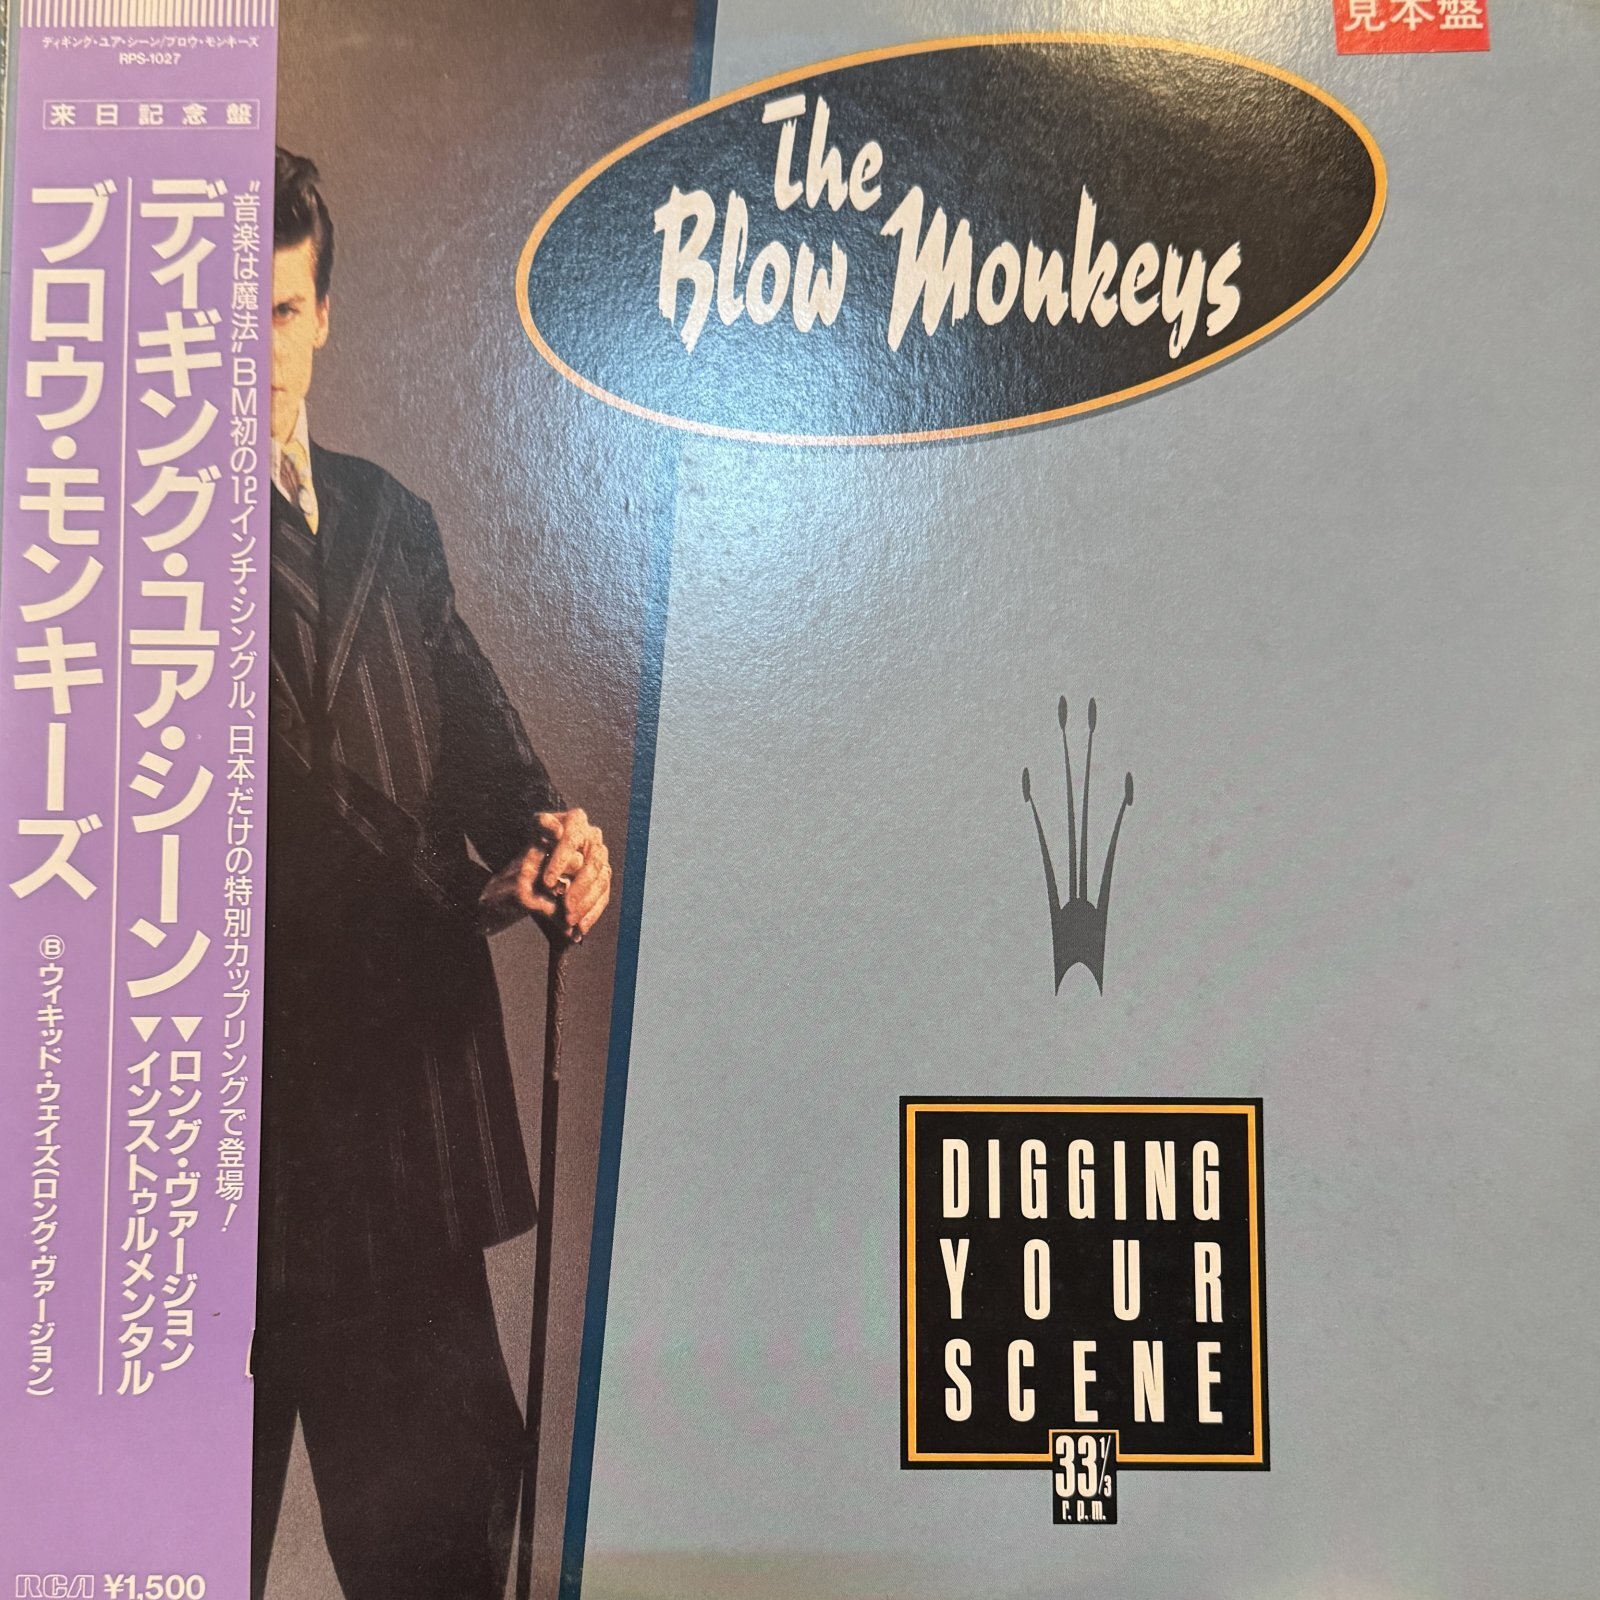 ディギング・ユア・シーン/ブロウ・モンキーズ
RPS-1027
来日記念盤
"音楽は魔法"BM初の12インチ・シングル、日本だけの特別カップリングで登場!
ディギング・ユア・シーン
▼ロング・ヴァージョン
▼インストゥルメンタル
ブロウ・モンキーズ
Ⓑウィキッド・ウェイズ(ロング・ヴァージョン)
RCA ¥1,500
見本盤
The
Blow Monkeys
DIGGING
YOUR
SCENE
33 1/3
r.p.m.